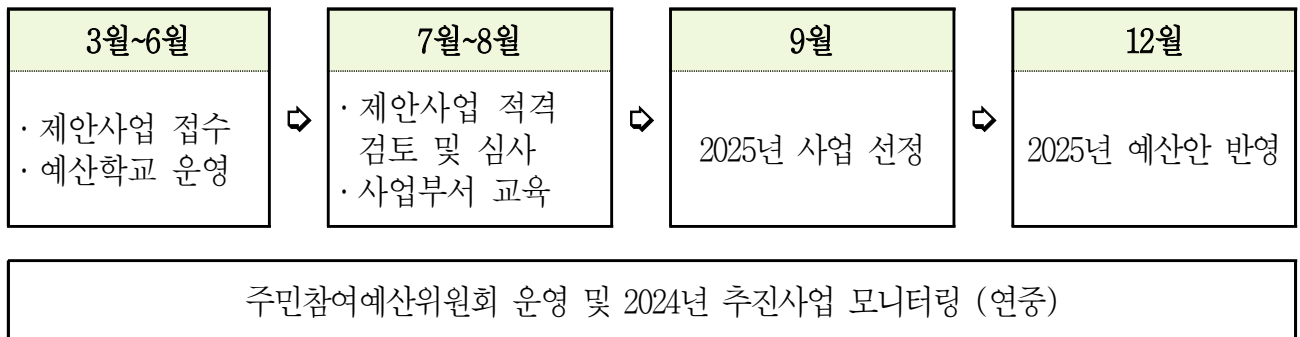 3월~6월
· 제안사업 접수
· 예산학교 운영
⇨
7월~8월
· 제안사업 적격
검토 및 심사
· 사업부서 교육
⇨
9월
2025년 사업 선정
⇨
12월
2025년 예산안 반영
주민참여예산위원회 운영 및 2024년 추진사업 모니터링 (연중)